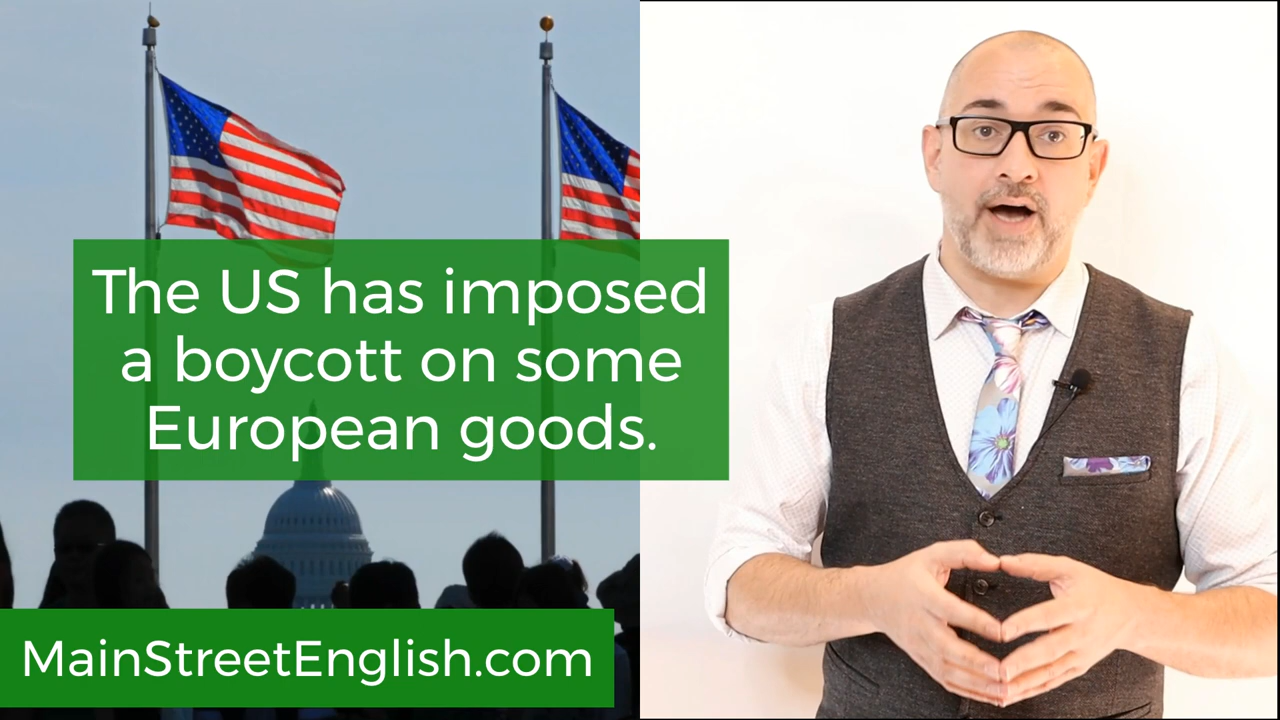 The US has imposed
a boycott on some
European goods.
MainStreetEnglish.com